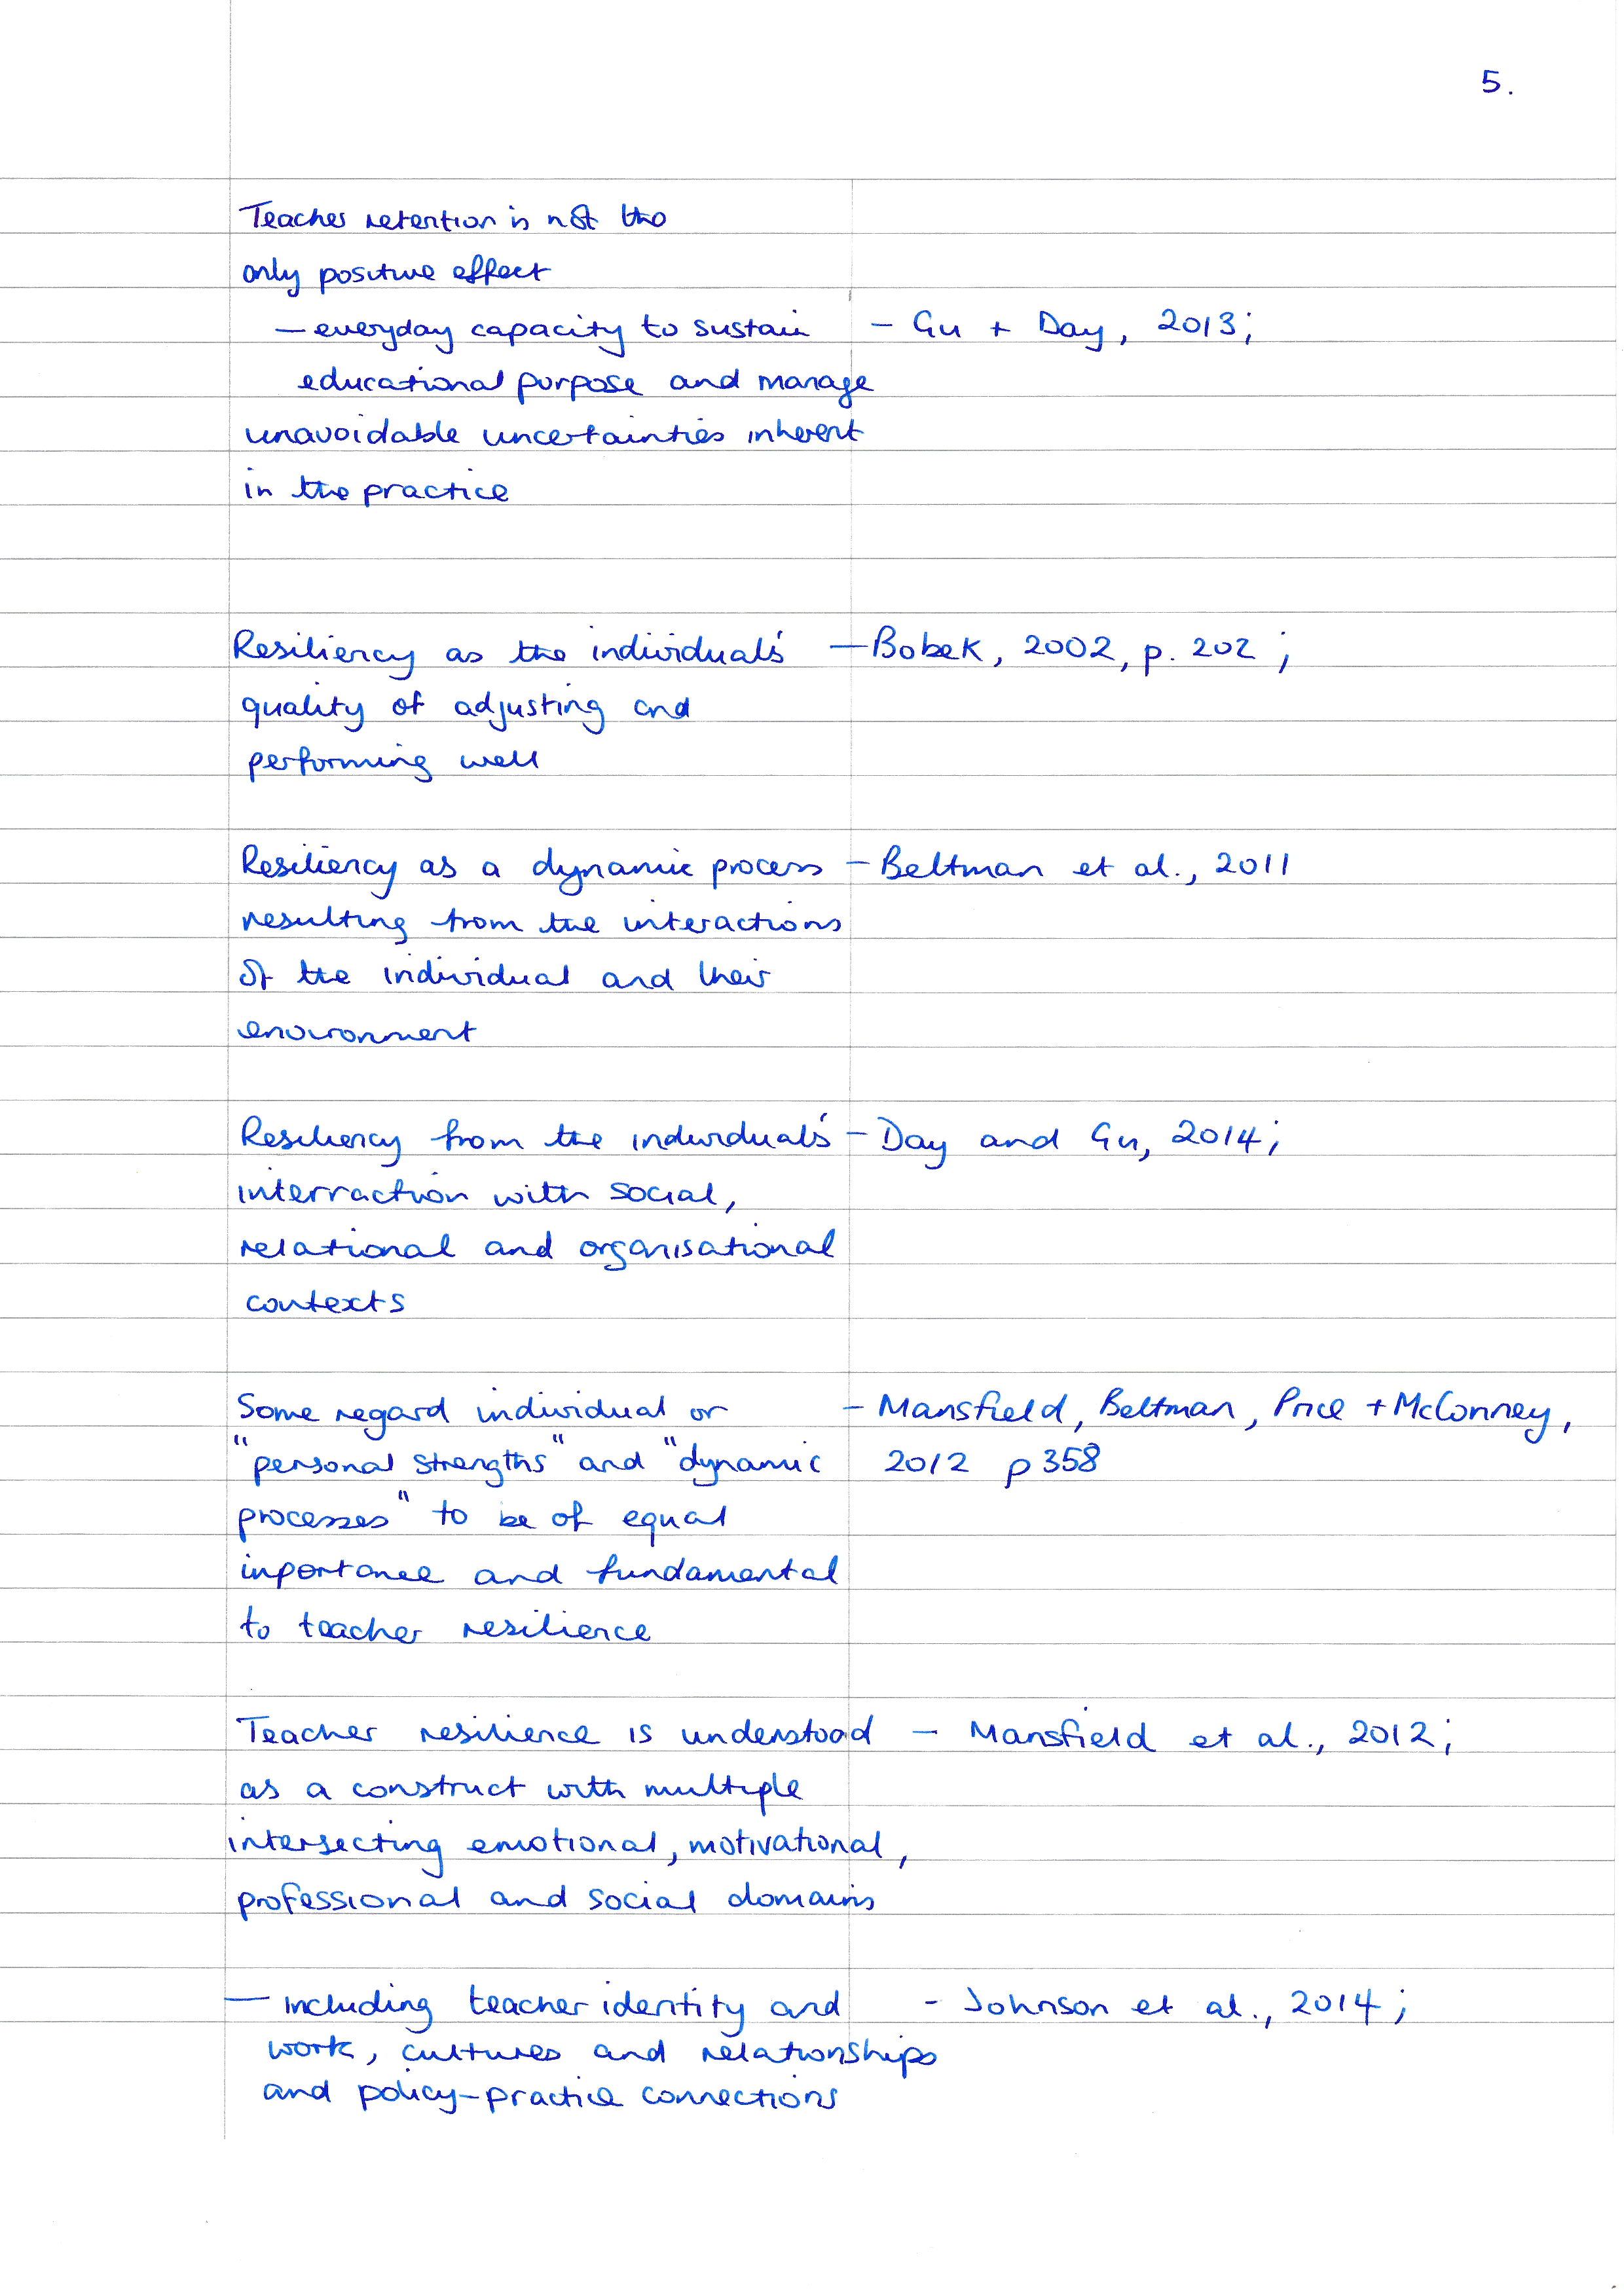 5.
Teacher retention is not the
only positive effect
— everyday capacity to sustain – Gu + Day, 2013;
educational purpose and manage
unavoidable uncertainties inherent
in the practice
Resiliency as the individual's — Bobek, 2002, p. 202;
quality of adjusting and
performing well
Resiliency as a dynamic process – Beltman et al., 2011
resulting from the interactions
of the individual and their
environment
Resiliency from the individual's – Day and Gu, 2014;
interraction with social,
relational and organisational
contexts
Some regard individual or – Mansfield, Beltman, Price + McConney,
"personal strengths" and "dynamic 2012 p 358
processes" to be of equal
importance and fundamental
to teacher resilience
Teacher resilience is understood – Mansfield et al., 2012;
as a construct with multiple
intersecting emotional, motivational,
professional and social domains
— including teacher identity and - Johnson et al., 2014;
work, cultures and relationships
and policy-practice connections